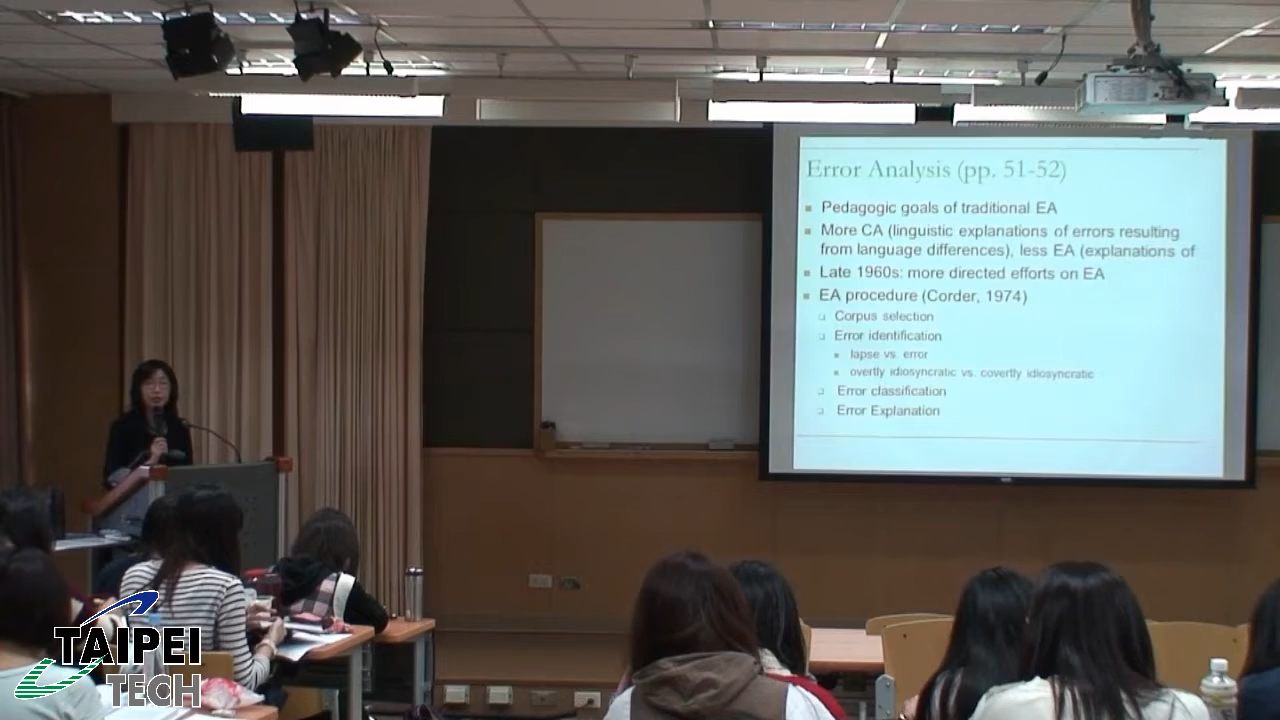 Error Analysis (pp. 51-52)
Pedagogic goals of traditional EA
More CA (linguistic explanations of errors resulting
from language differences), less EA (explanations of
Late 1960s: more directed efforts on EA
EA procedure (Corder, 1974)
Corpus selection
Error identification
lapse vs. error
overtly idiosyncratic vs. covertly idiosyncratic
Error classification
Error Explanation
TAIPEI
TECH